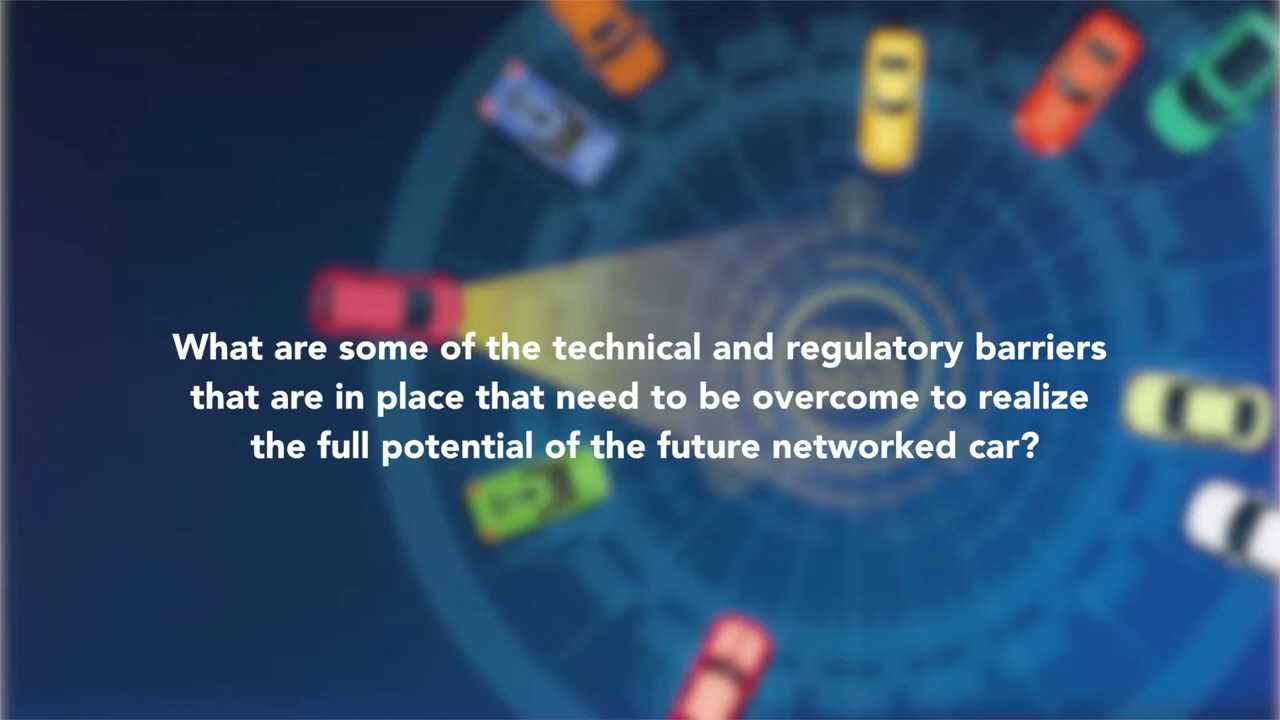 What are some of the technical and regulatory barriers
that are in place that need to be overcome to realize
the full potential of the future networked car?